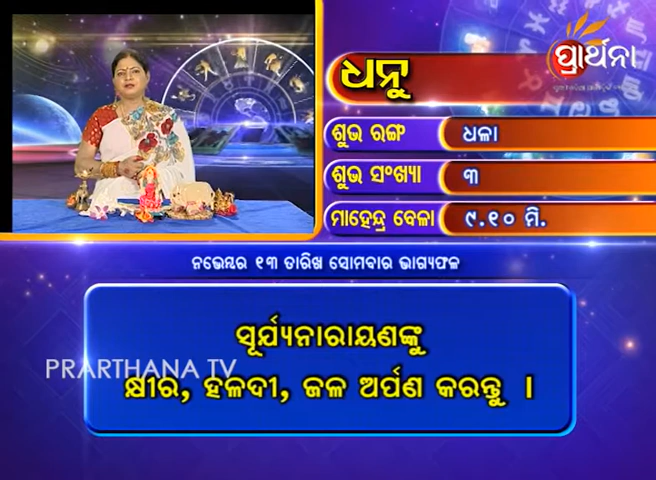 ଧନୁ
ପ୍ରାର୍ଥନା
ଶୁଭ ରଙ୍ଗ
ଧଳା
ଶୁଭ ସଂଖ୍ୟା
୩
ମାହେନ୍ଦ୍ର ବେଳା
୯.୧୦ ମି.
ନଭେମ୍ବର ୧୩ ତାରିଖ ସୋମବାର ଭାଗ୍ୟଫଳ
ସୂର୍ଯ୍ୟନାରାୟଣଙ୍କୁ
PRARTHANA TV
କ୍ଷୀର, ହଳଦୀ, ଜଳ ଅର୍ପଣ କରନ୍ତୁ ।